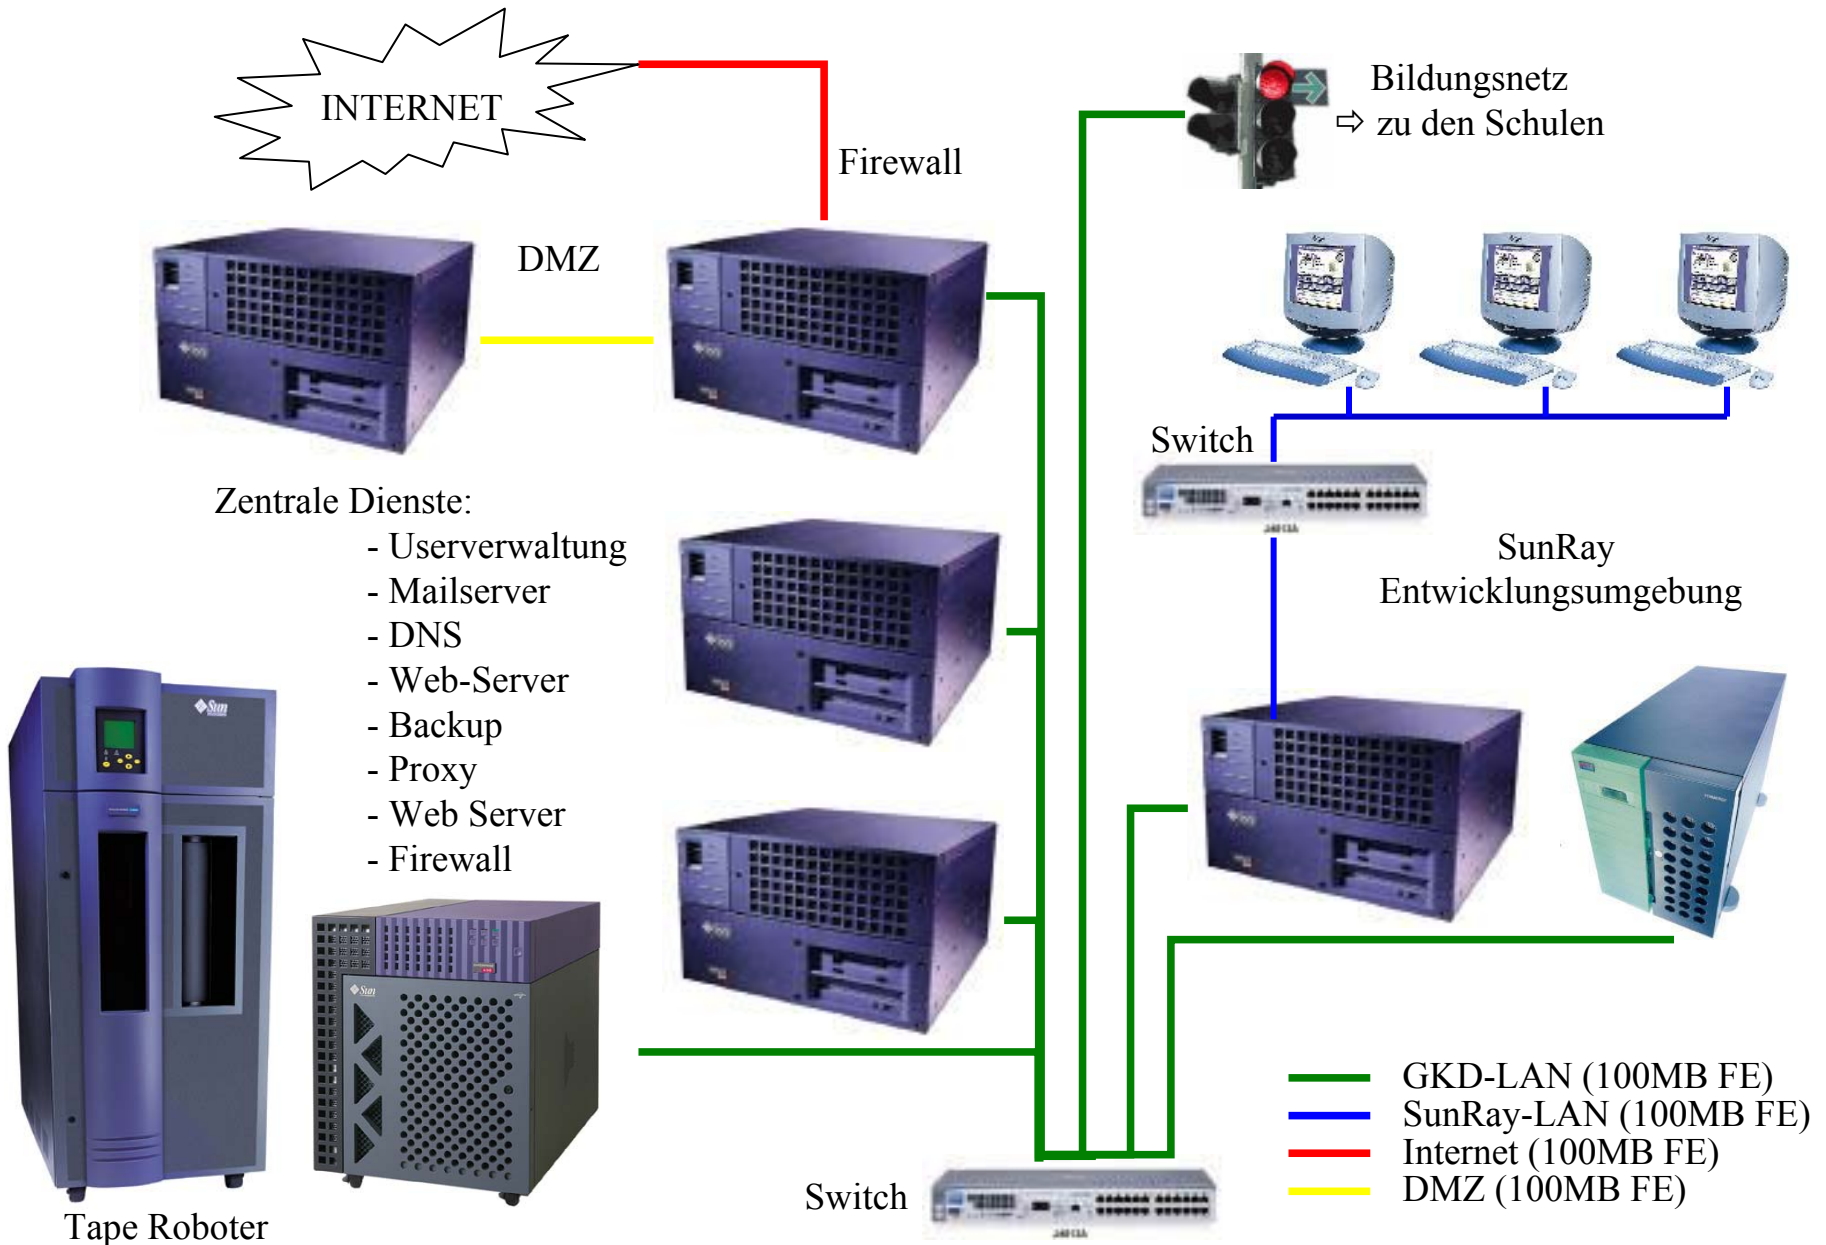 INTERNET
Firewall
Bildungsnetz
⇨ zu den Schulen
DMZ
Switch
Zentrale Dienste:
- Userverwaltung
- Mailserver
- DNS
- Web-Server
- Backup
- Proxy
- Web Server
- Firewall
SunRay
Entwicklungsumgebung
Sun
Sun
GKD-LAN (100MB FE)
SunRay-LAN (100MB FE)
Internet (100MB FE)
DMZ (100MB FE)
Switch
Tape Roboter